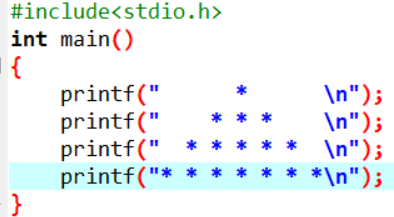 #include<stdio.h>
int main()
{
    printf("      *      \n");
    printf("    * * *    \n");
    printf("  * * * * *  \n");
    printf("* * * * * * *\n");
}